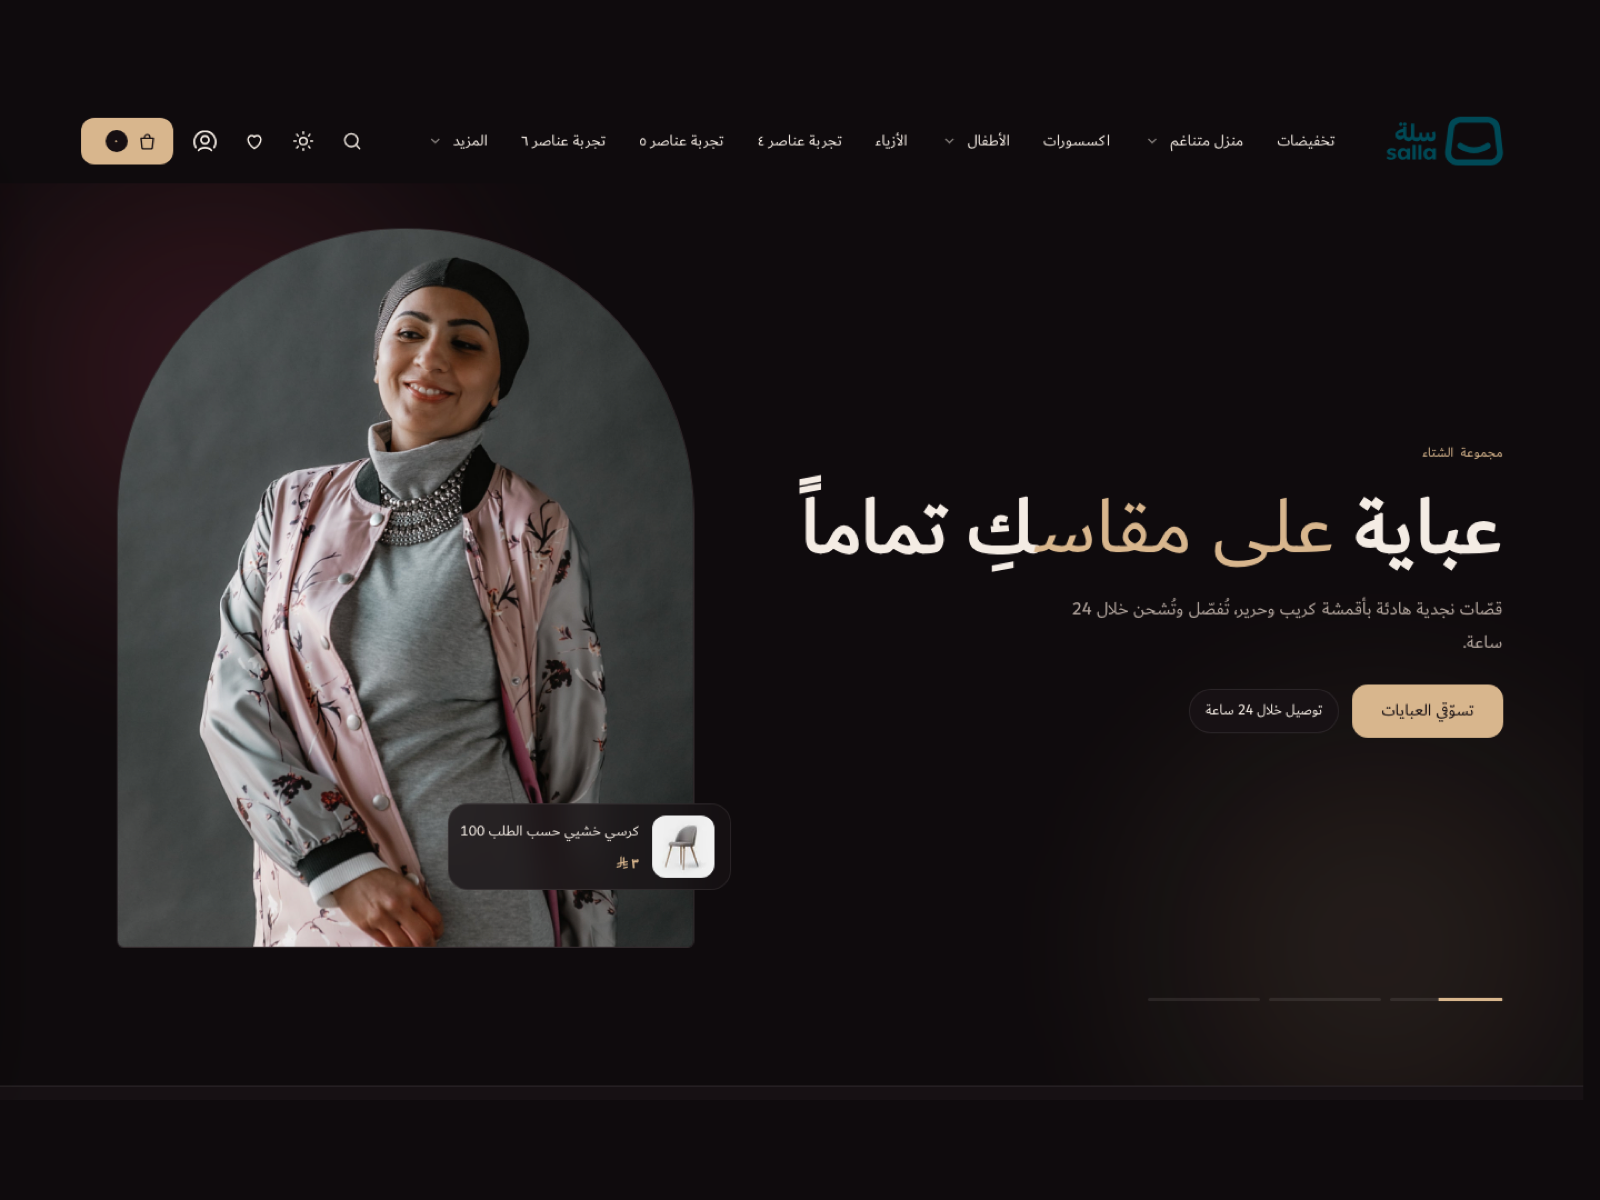 سلة
salla
تخفيضات
منزل متناغم
اكسسورات
الأطفال
الأزياء
تجربة عناصر ٤
تجربة عناصر ٥
تجربة عناصر ٦
المزيد
٠
مجموعة الشتاء
عباية على مقاسكِ تماماً
قصّات نجدية هادئة بأقمشة كريب وحرير، تُفصّل وتُشحن خلال 24
ساعة.
تسوّقي العبايات
توصيل خلال 24 ساعة
كرسي خشبي حسب الطلب 100
٣